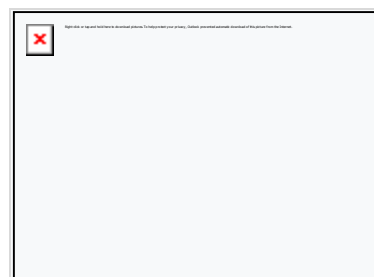 Right-click or tap and hold here to download pictures. To help protect your privacy, Outlook prevented automatic download of this picture from the Internet.